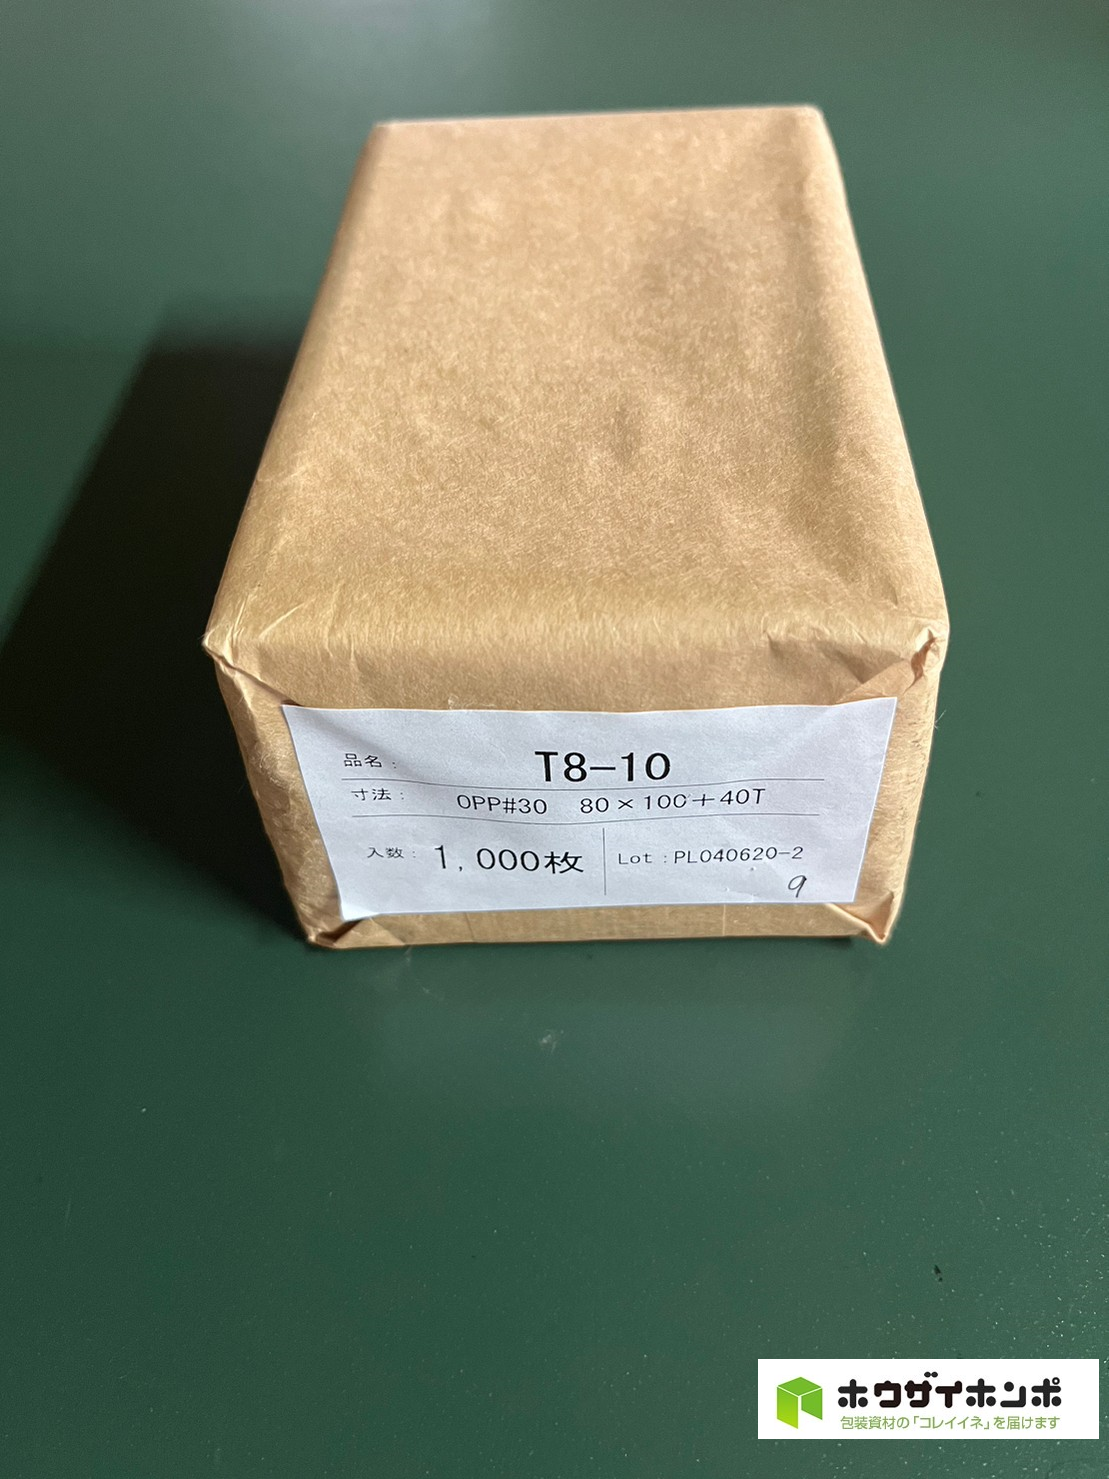 品名： T8-10
寸法： OPP#30 80×100+40T
入数： 1,000枚
Lot：PL040620-2
9
ホウザイホンポ
包装資材の「コレイイネ」を届けます